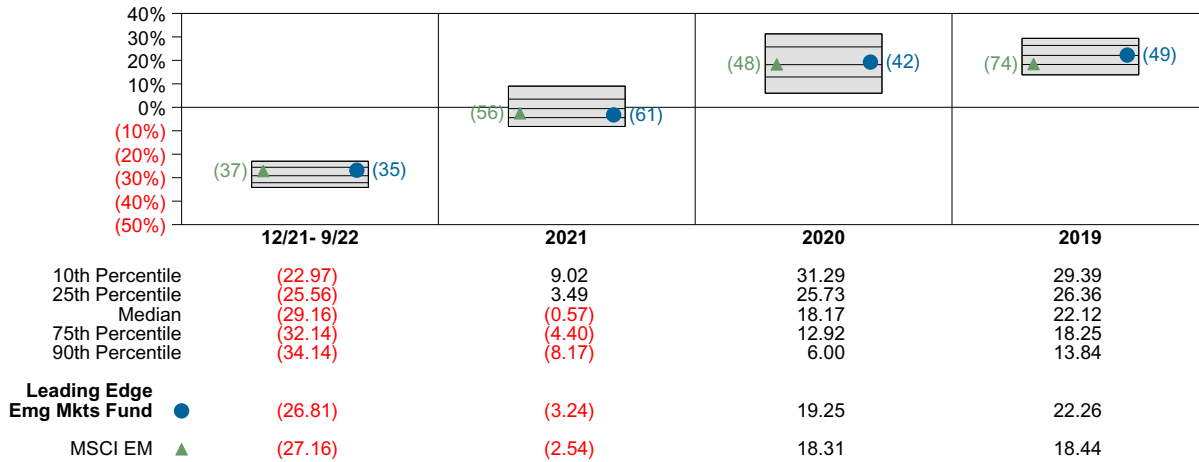 40%
30%
20%
10%
0%
(10%)
(20%)
(30%)
(40%)
(50%)
(37) (35)
(56) (61)
(48) (42)
(74) (49)
12/21- 9/22 2021 2020 2019
10th Percentile (22.97) 9.02 31.29 29.39
25th Percentile (25.56) 3.49 25.73 26.36
Median (29.16) (0.57) 18.17 22.12
75th Percentile (32.14) (4.40) 12.92 18.25
90th Percentile (34.14) (8.17) 6.00 13.84
Leading Edge
Emg Mkts Fund (26.81) (3.24) 19.25 22.26
MSCI EM (27.16) (2.54) 18.31 18.44